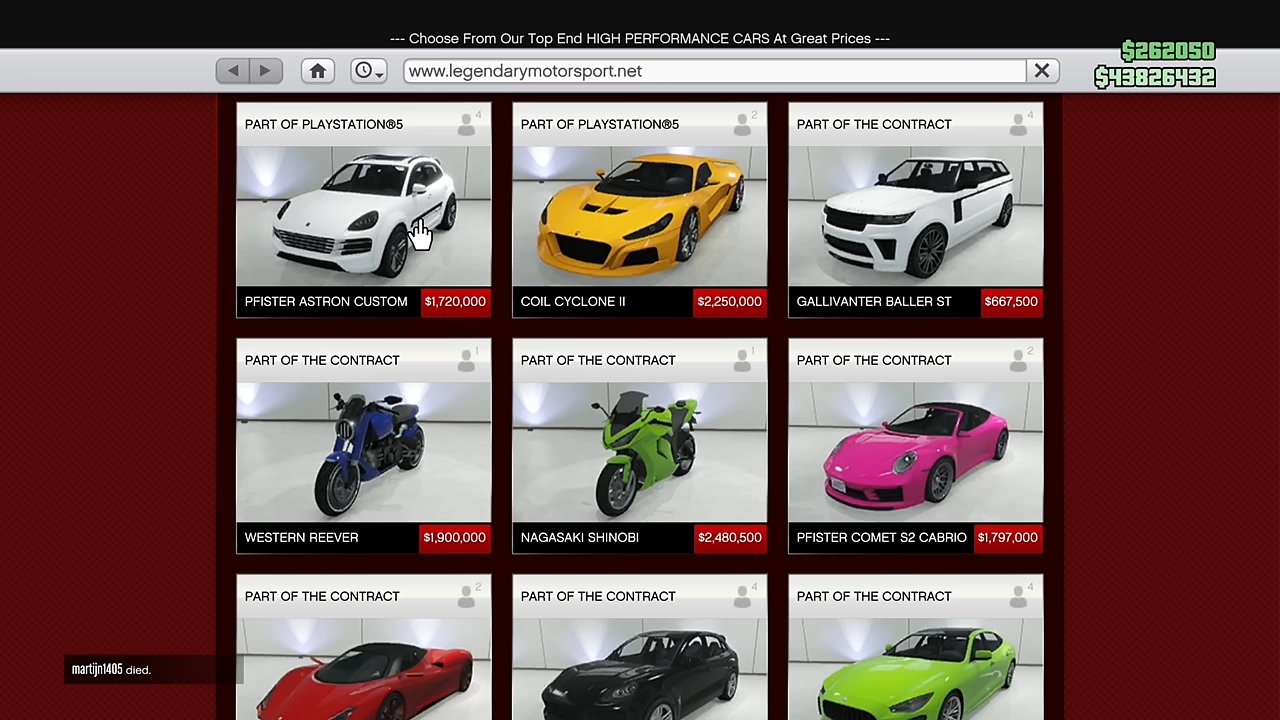 --- Choose From Our Top End HIGH PERFORMANCE CARS At Great Prices ---
$262050
www.legendarymotorsport.net
$43826432
PART OF PLAYSTATION®5 4
PART OF PLAYSTATION®5 2
PART OF THE CONTRACT 4
PFISTER ASTRON CUSTOM $1,720,000
COIL CYCLONE II $2,250,000
GALLIVANTER BALLER ST $667,500
PART OF THE CONTRACT 1
PART OF THE CONTRACT 1
PART OF THE CONTRACT 2
WESTERN REEVER $1,900,000
NAGASAKI SHINOBI $2,480,500
PFISTER COMET S2 CABRIO $1,797,000
PART OF THE CONTRACT 2
PART OF THE CONTRACT 4
PART OF THE CONTRACT 4
martijn1405 died.